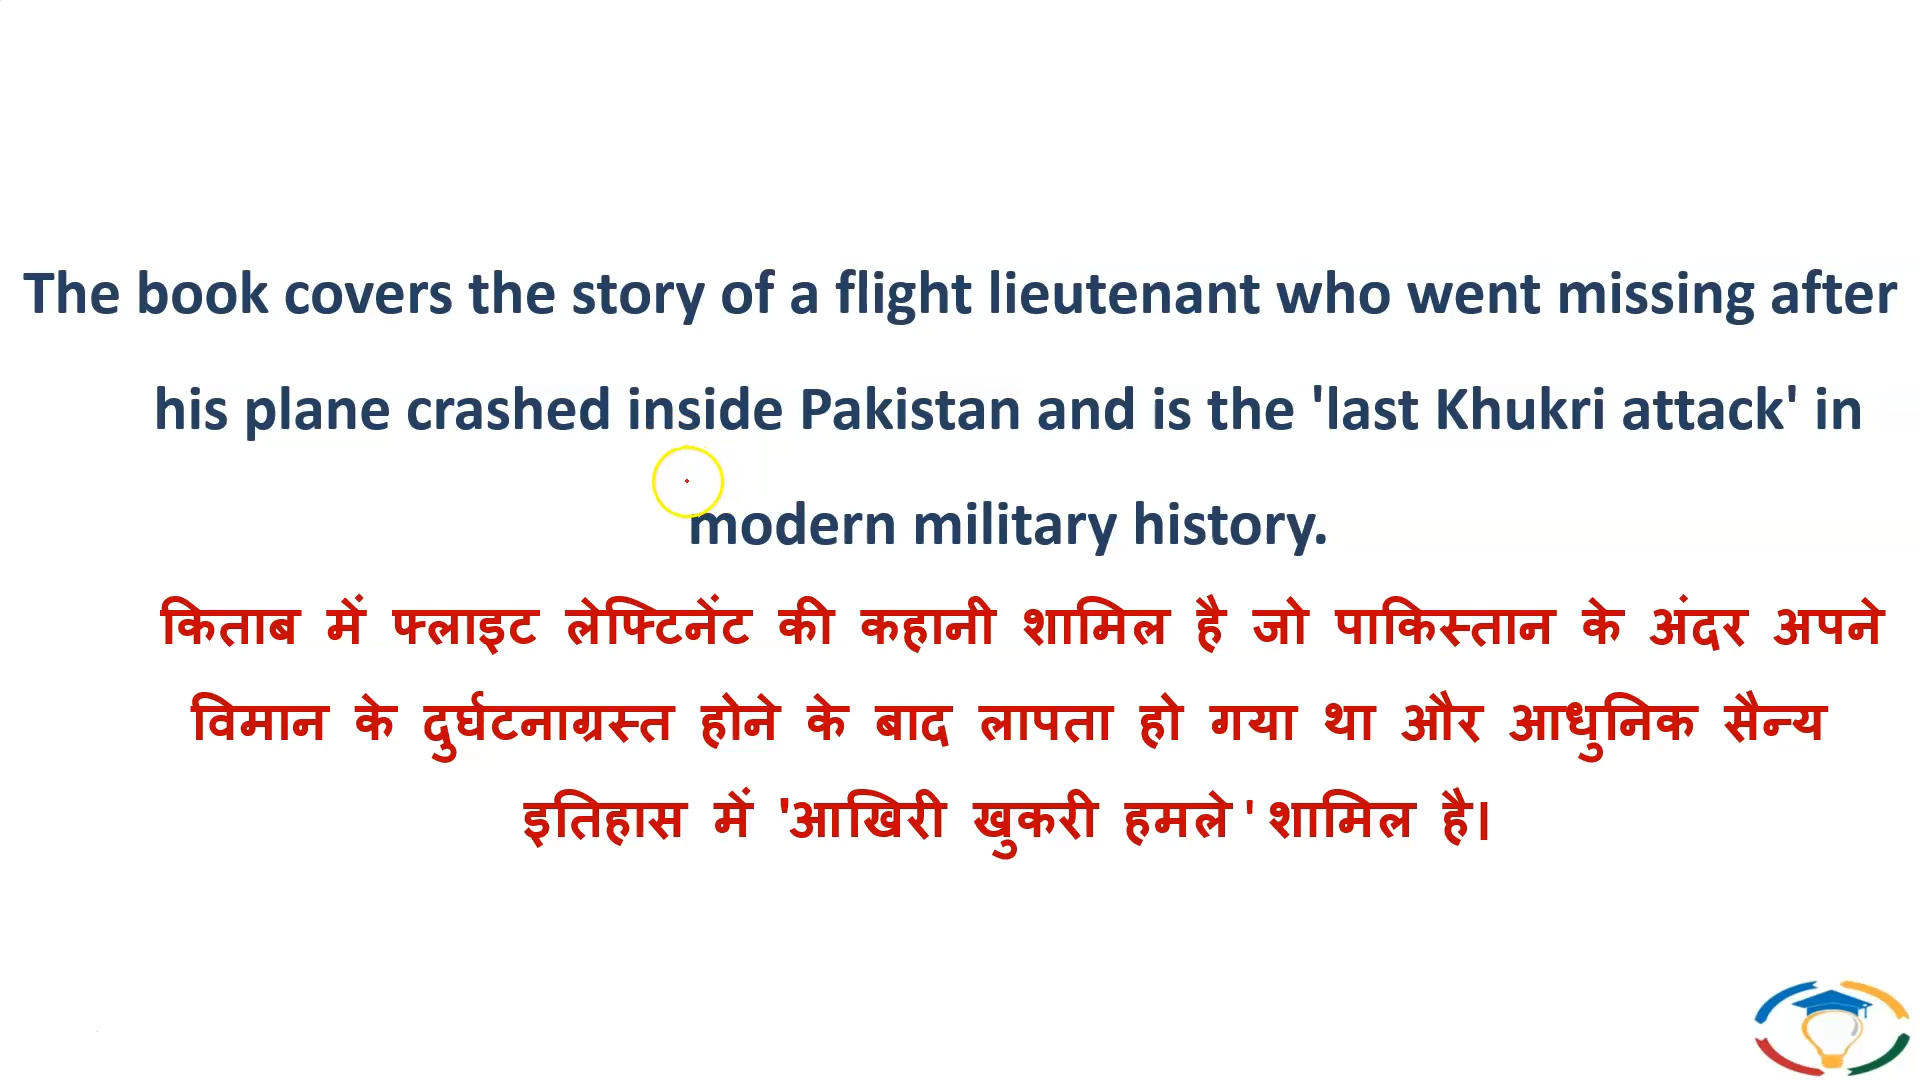 The book covers the story of a flight lieutenant who went missing after
his plane crashed inside Pakistan and is the 'last Khukri attack' in
modern military history.
किताब में फ्लाइट लेफ्टिनेंट की कहानी शामिल है जो पाकिस्तान के अंदर अपने
विमान के दुर्घटनाग्रस्त होने के बाद लापता हो गया था और आधुनिक सैन्य
इतिहास में 'आखिरी खुकरी हमले ' शामिल है।